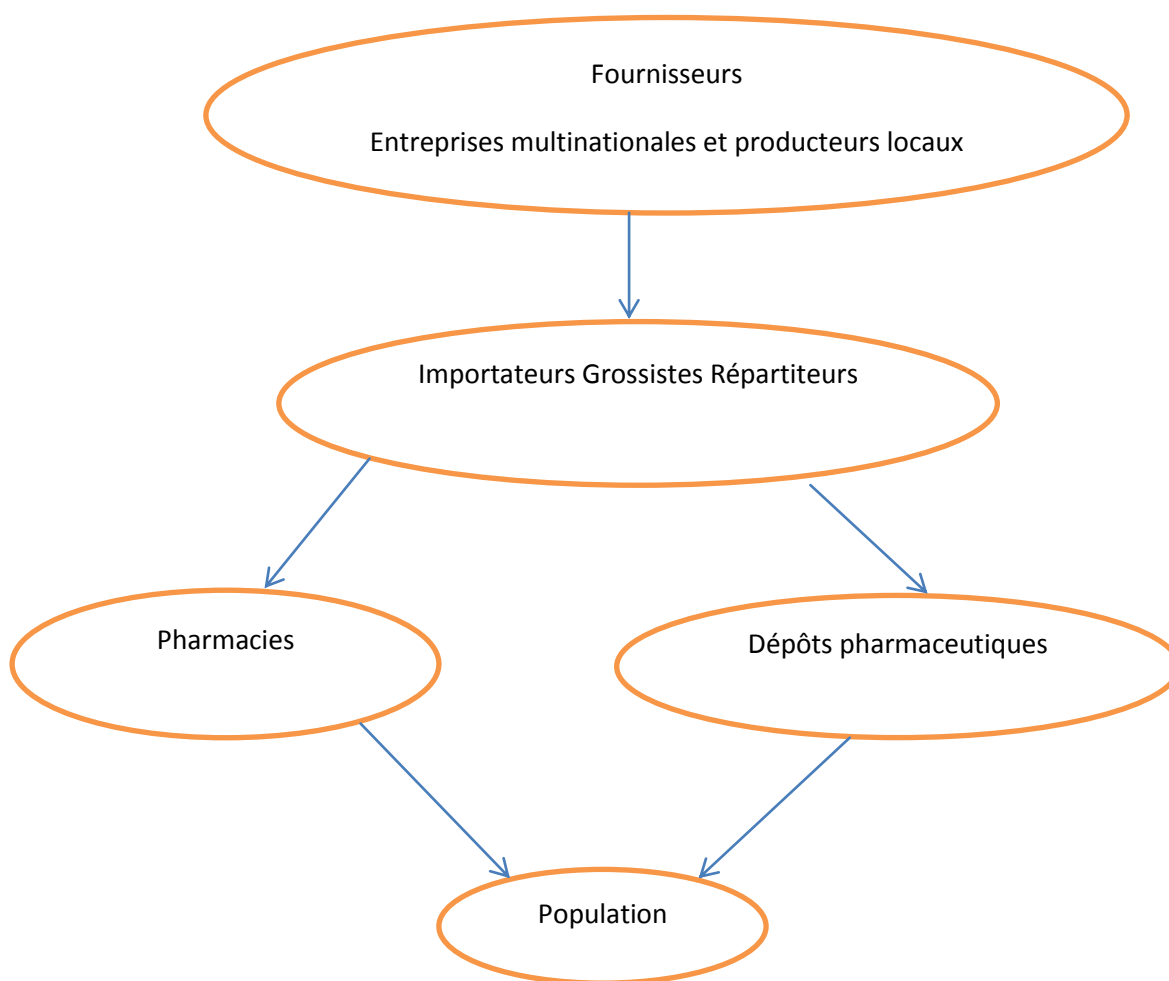 Fournisseurs
Entreprises multinationales et producteurs locaux
Importateurs Grossistes Répartiteurs
Pharmacies
Dépôts pharmaceutiques
Population